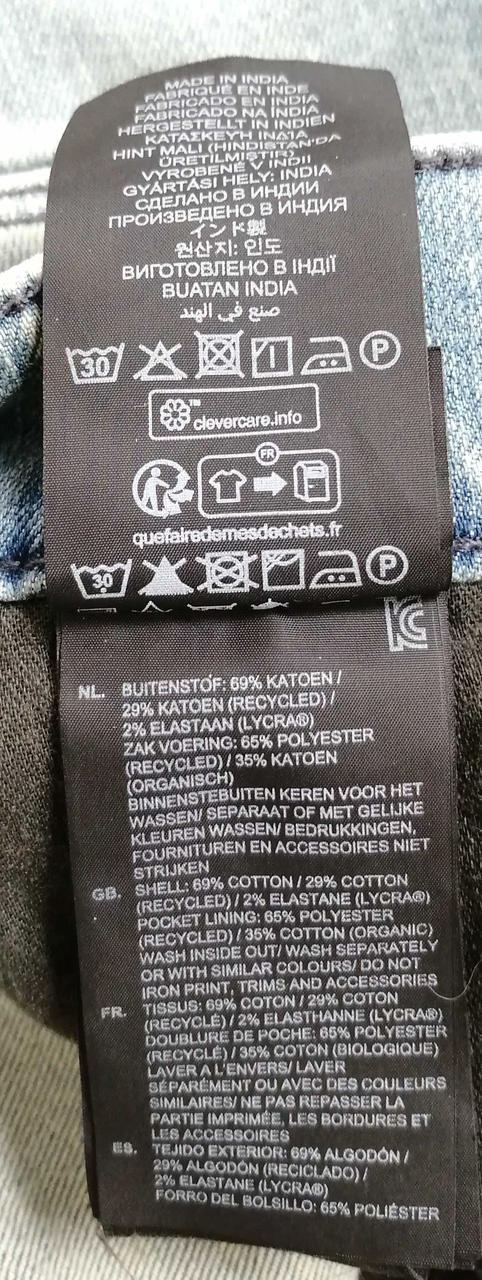 MADE IN INDIA
FABRIQUÉ EN INDE
FABRICADO EN INDIA
FABRICADO NA INDIA
HERGESTELLT IN INDIEN
ΚΑΤΑΣΚΕΥΗ ΙΝΔΙΑ
HINT MALI (HINDISTAN'DA
ÜRETILMISTIR)
VYROBENÉ V INDII
GYÁRTÁSI HELY: INDIA
СДЕЛАНО В ИНДИИ
ПРОИЗВЕДЕНО В ИНДИЯ
インド製
원산지: 인도
ВИГОТОВЛЕНО В ІНДІЇ
BUATAN INDIA
صنع في الهند
30 P
clevercare.info™
FR
quefairedemesdechets.fr
30 P
NL. BUITENSTOF: 69% KATOEN /
29% KATOEN (RECYCLED) /
2% ELASTAAN (LYCRA®)
ZAK VOERING: 65% POLYESTER
(RECYCLED) / 35% KATOEN
(ORGANISCH)
BINNENSTEBUITEN KEREN VOOR HET
WASSEN/ SEPARAAT OF MET GELIJKE
KLEUREN WASSEN/ BEDRUKKINGEN,
FOURNITUREN EN ACCESSOIRES NIET
STRIJKEN
GB. SHELL: 69% COTTON / 29% COTTON
(RECYCLED) / 2% ELASTANE (LYCRA®)
POCKET LINING: 65% POLYESTER
(RECYCLED) / 35% COTTON (ORGANIC)
WASH INSIDE OUT/ WASH SEPARATELY
OR WITH SIMILAR COLOURS/ DO NOT
IRON PRINT, TRIMS AND ACCESSORIES
FR. TISSUS: 69% COTON / 29% COTON
(RECYCLÉ) / 2% ELASTHANNE (LYCRA®)
DOUBLURE DE POCHE: 65% POLYESTER
(RECYCLÉ) / 35% COTON (BIOLOGIQUE)
LAVER A L'ENVERS/ LAVER
SÉPARÉMENT OU AVEC DES COULEURS
SIMILAIRES/ NE PAS REPASSER LA
PARTIE IMPRIMÉE, LES BORDURES ET
LES ACCESSOIRES
ES. TEJIDO EXTERIOR: 69% ALGODÓN /
29% ALGODÓN (RECICLADO) /
2% ELASTANE (LYCRA®)
FORRO DEL BOLSILLO: 65% POLIÉSTER